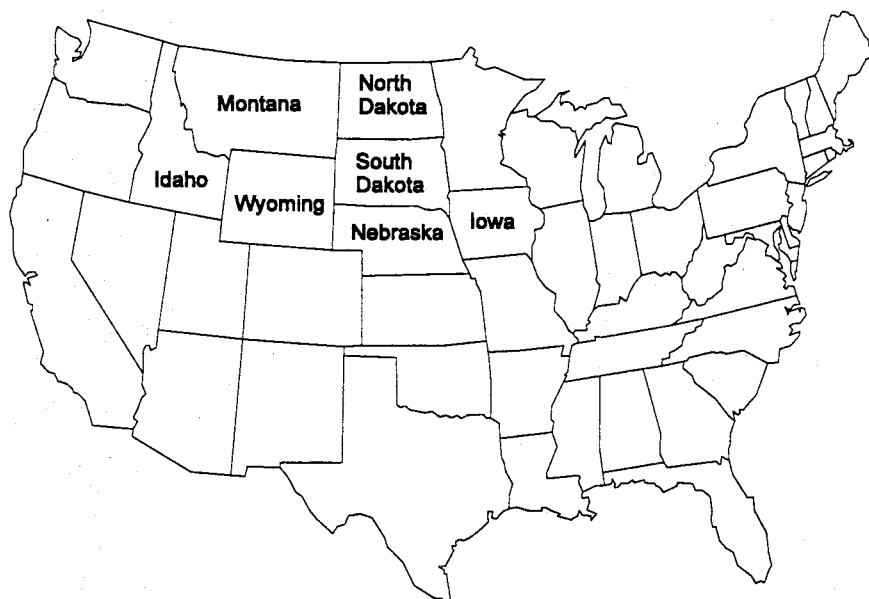 Montana
North
Dakota
Idaho
Wyoming
South
Dakota
Nebraska
Iowa